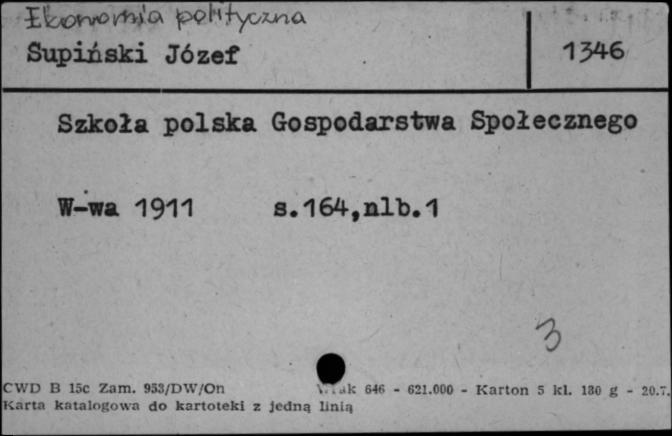 Ekonomia polityczna
Supiński Józef 1346
Szkoła polska Gospodarstwa Społecznego
W-wa 1911 s.164,nlb.1
3
CWD B 15c Zam. 953/DW/On 646 - 621.000 - Karton 5 kl. 180 g - 20.7.
Karta katalogowa do kartoteki z jedną linią